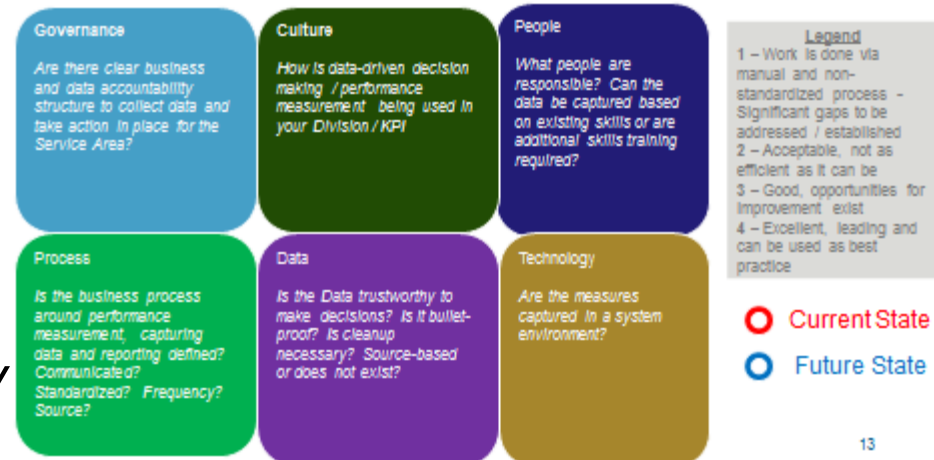 Governance
Are there clear business
and data accountability
structure to collect data and
take action in place for the
Service Area?
Culture
How is data-driven decision
making / performance
measurement being used in
your Division / KPI
People
What people are
responsible? Can the
data be captured based
on existing skills or are
additional skills training
required?
Legend
1 – Work is done via
manual and non-
standardized process –
Significant gaps to be
addressed / established
2 – Acceptable, not as
efficient as it can be
3 – Good, opportunities for
improvement exist
4 – Excellent, leading and
can be used as best
practice
Process
Is the business process
around performance
measurement, capturing
data and reporting defined?
Communicated?
Standardized? Frequency?
Source?
Data
Is the Data trustworthy to
make decisions? Is it bullet-
proof? Is cleanup
necessary? Source-based
or does not exist?
Technology
Are the measures
captured in a system
environment?
Current State
Future State
13